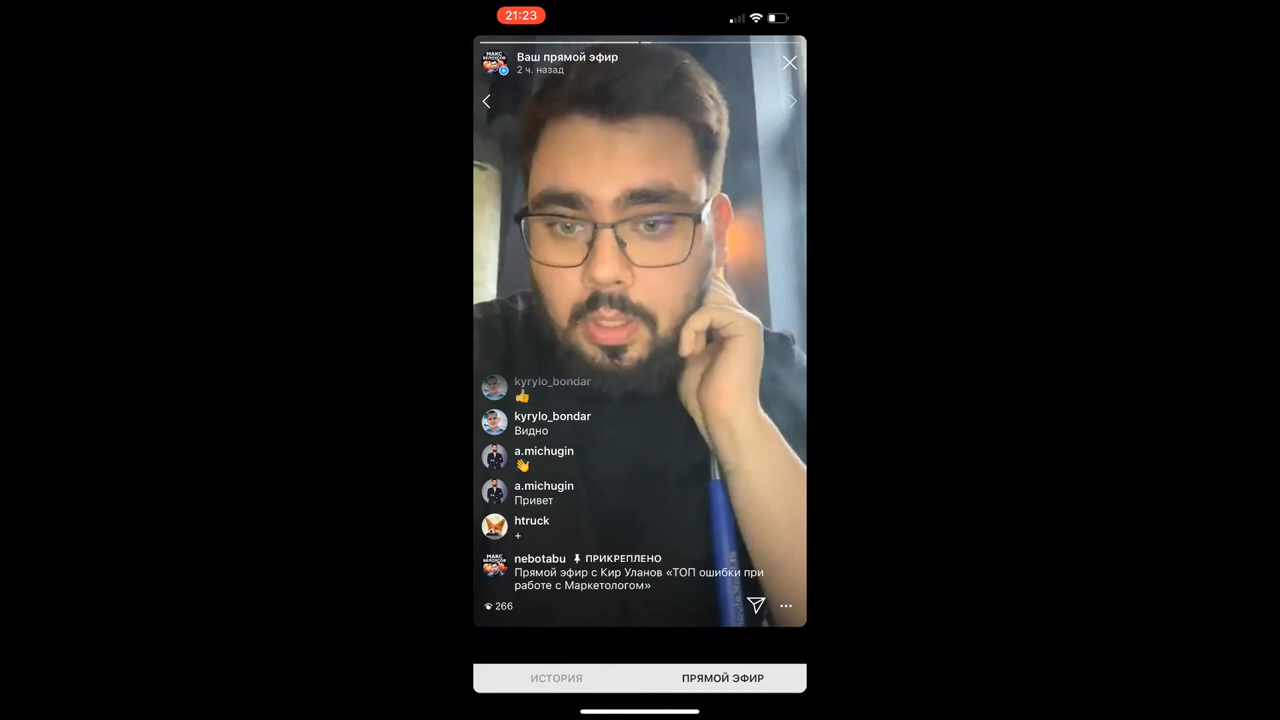 21:23
Ваш прямой эфир
2 ч. назад
kyrylo_bondar
👍
kyrylo_bondar
Видно
a.michugin
👋
a.michugin
Привет
htruck
+
nebotabu ПРИКРЕПЛЕНО
Прямой эфир с Кир Уланов «ТОП ошибки при
работе с Маркетологом»
266
ИСТОРИЯ
ПРЯМОЙ ЭФИР